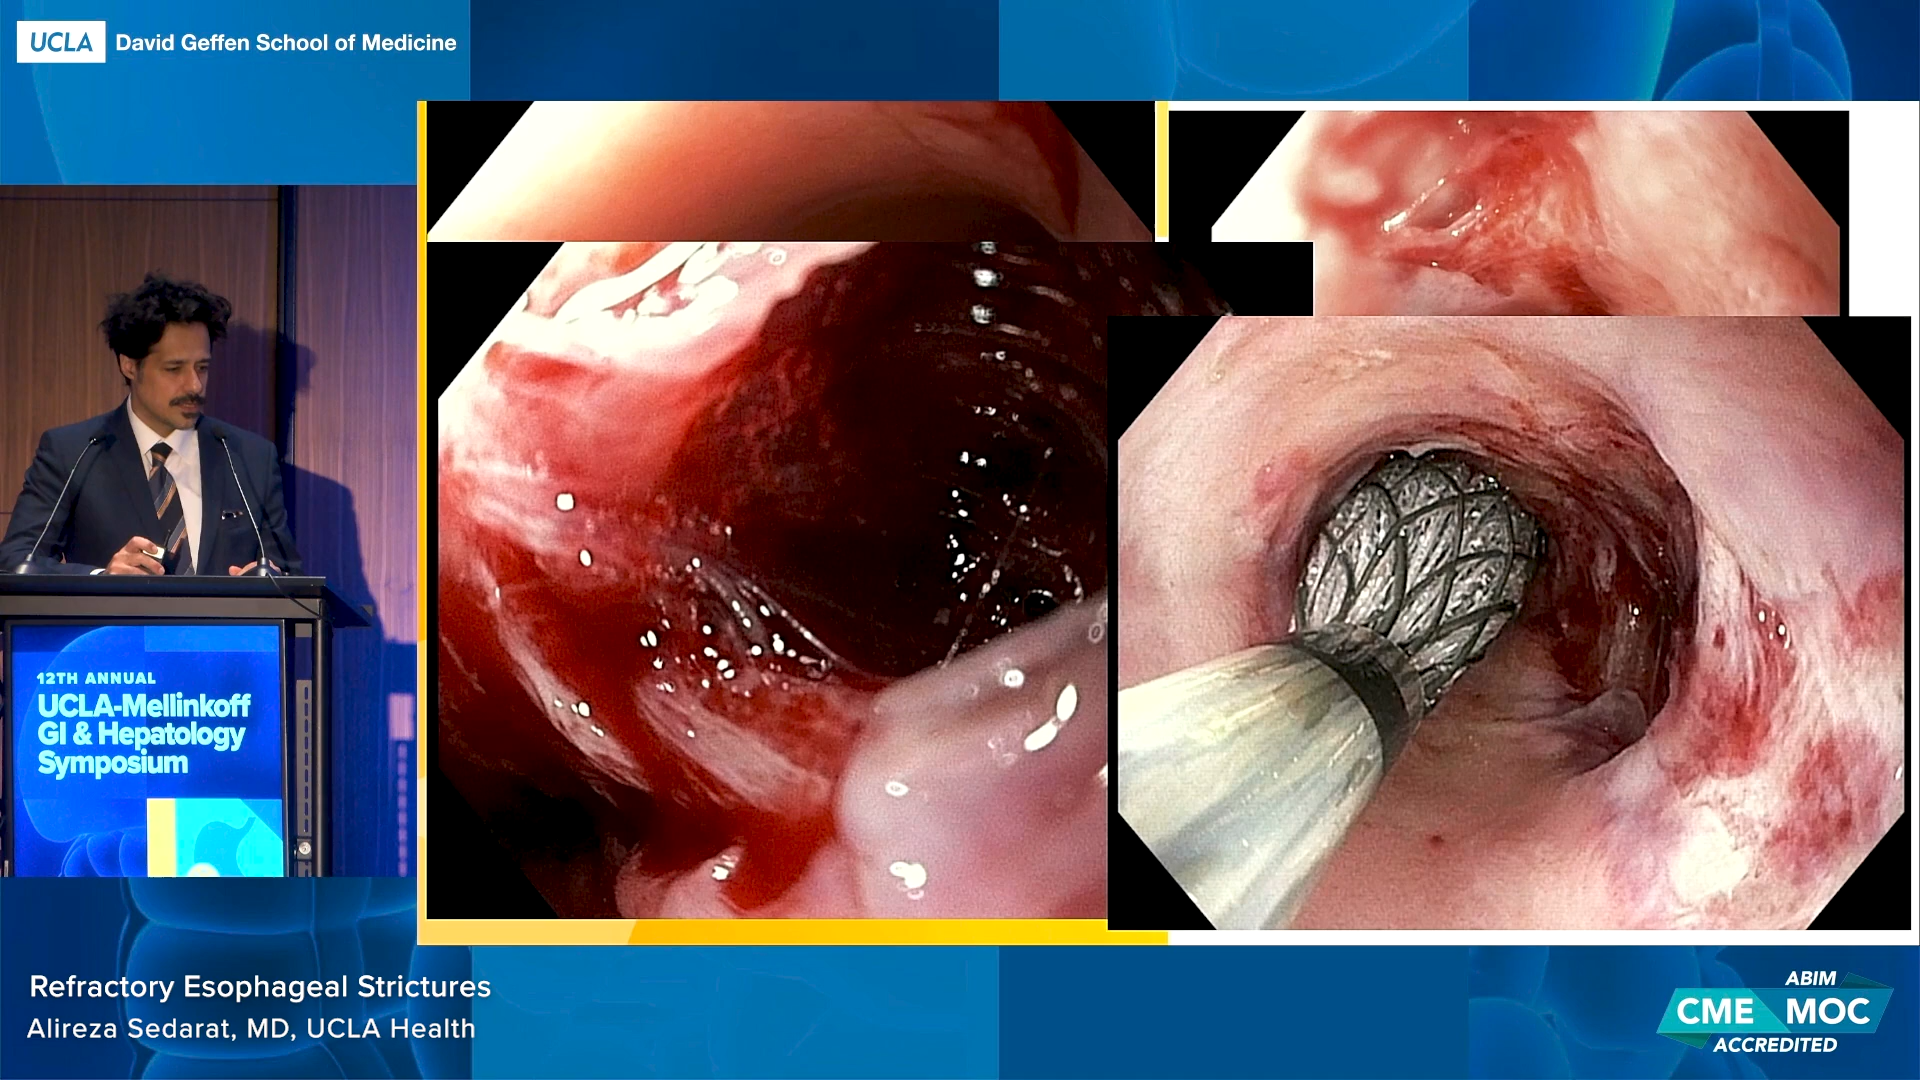 UCLA David Geffen School of Medicine
12TH ANNUAL
UCLA-Mellinkoff
GI & Hepatology
Symposium
Refractory Esophageal Strictures
Alireza Sedarat, MD, UCLA Health
ABIM
CME MOC
ACCREDITED